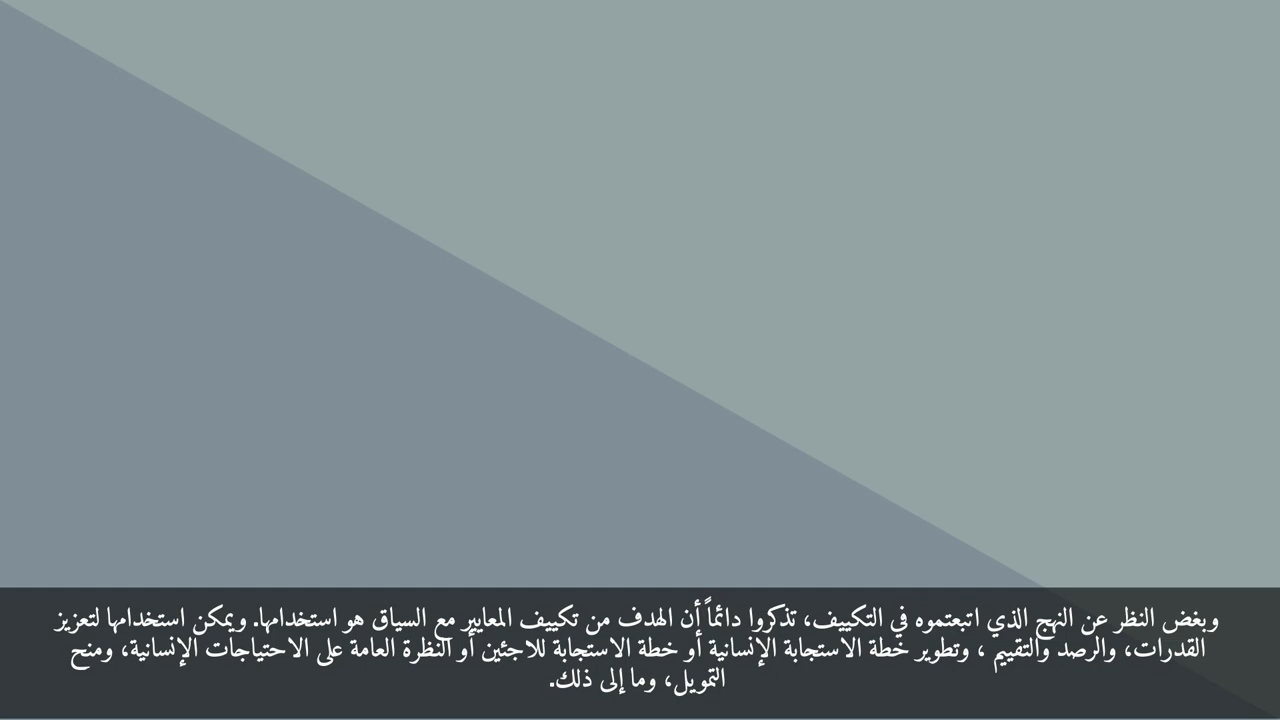 وبغض النظر عن النهج الذي اتبعتموه في التكييف، تذكروا دائماً أن الهدف من تكييف المعايير مع السياق هو استخدامها. ويمكن استخدامها لتعزيز
القدرات، والرصد والتقييم ، وتطوير خطة الاستجابة الإنسانية أو خطة الاستجابة للاجئين أو النظرة العامة على الاحتياجات الإنسانية، ومنح
التمويل، وما إلى ذلك.